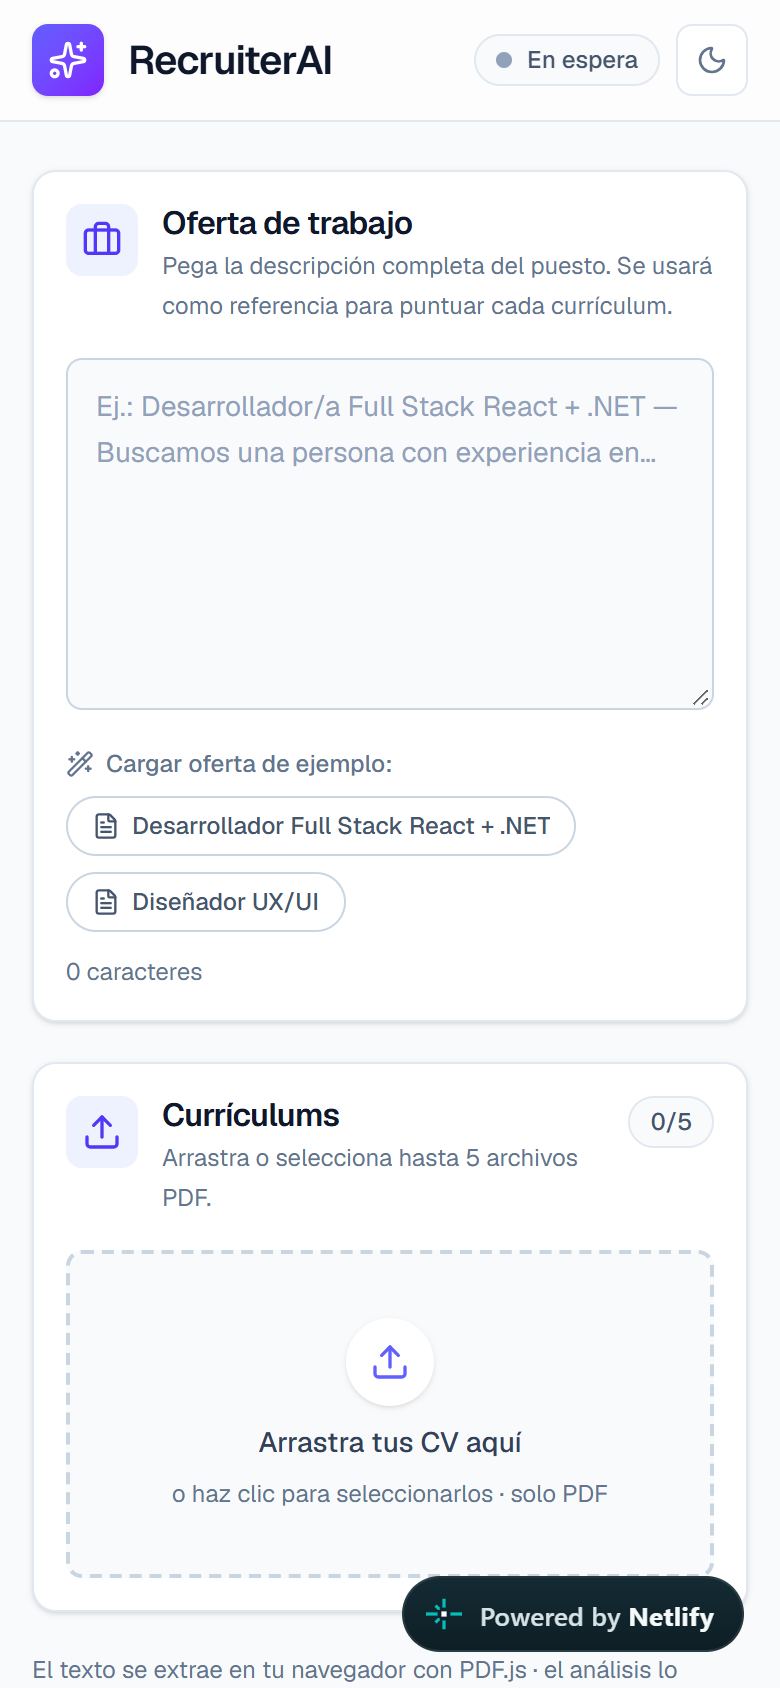 RecruiterAI
En espera
Oferta de trabajo
Pega la descripción completa del puesto. Se usará
como referencia para puntuar cada currículum.
Ej.: Desarrollador/a Full Stack React + .NET —
Buscamos una persona con experiencia en...
Cargar oferta de ejemplo:
Desarrollador Full Stack React + .NET
Diseñador UX/UI
0 caracteres
Currículums
0/5
Arrastra o selecciona hasta 5 archivos
PDF.
Arrastra tus CV aquí
o haz clic para seleccionarlos · solo PDF
Powered by Netlify
El texto se extrae en tu navegador con PDF.js · el análisis lo